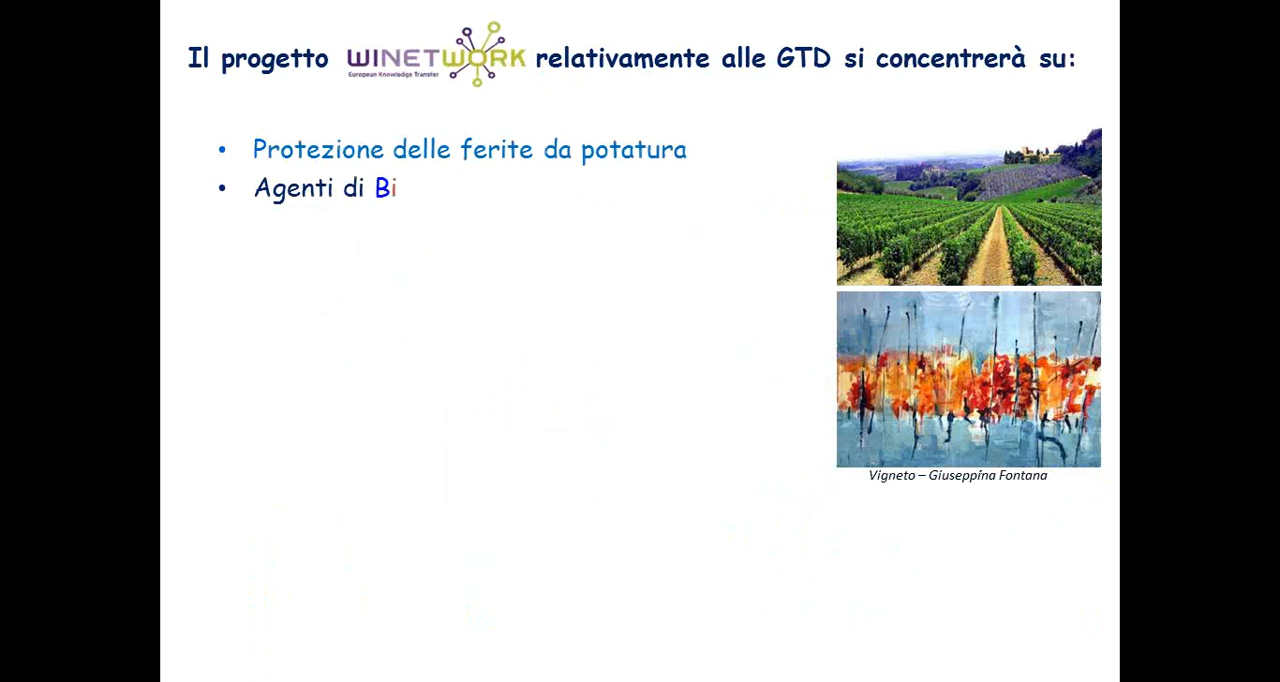 Il progetto WINETWORK relativamente alle GTD si concentrerà su:
European Knowledge Transfer
• Protezione delle ferite da potatura
• Agenti di Bi
Vigneto – Giuseppina Fontana